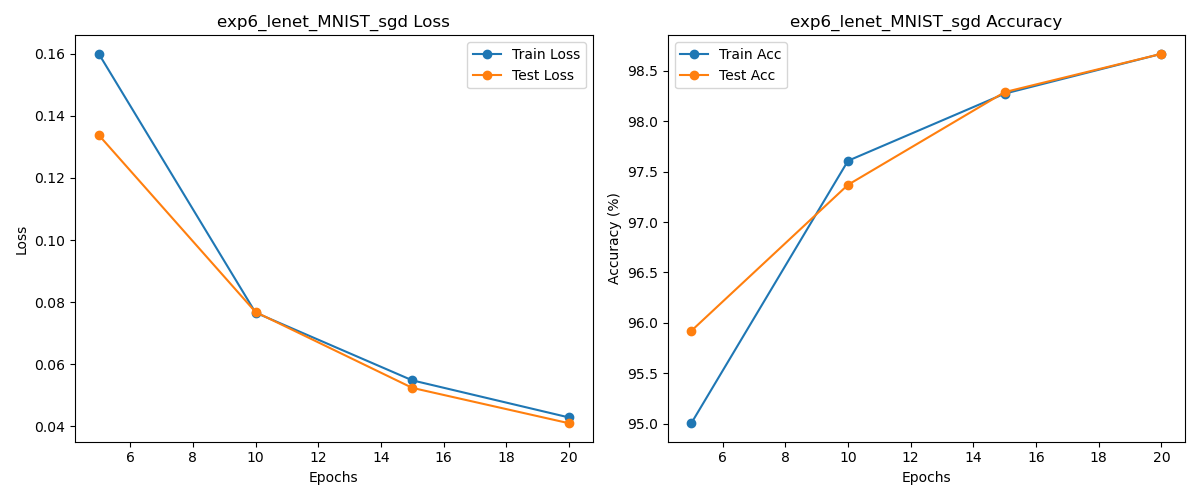 exp6_lenet_MNIST_sgd Loss
Train Loss
Test Loss
0.16
0.14
0.12
0.10
0.08
0.06
0.04
Loss
6 8 10 12 14 16 18 20
Epochs
exp6_lenet_MNIST_sgd Accuracy
Train Acc
Test Acc
98.5
98.0
97.5
97.0
96.5
96.0
95.5
95.0
Accuracy (%)
6 8 10 12 14 16 18 20
Epochs